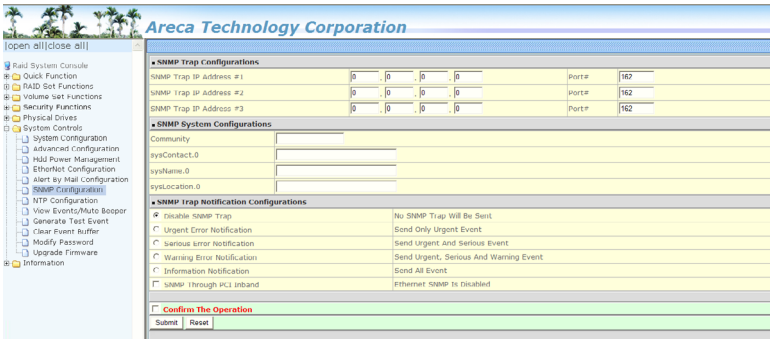 Areca Technology Corporation
|open all|close all|
Raid System Console
Quick Function
RAID Set Functions
Volume Set Functions
Security Functions
Physical Drives
System Controls
System Configuration
Advanced Configuration
Hdd Power Management
EtherNet Configuration
Alert By Mail Configuration
SNMP Configuration
NTP Configuration
View Events/Mute Beeper
Generate Test Event
Clear Event Buffer
Modify Password
Upgrade Firmware
Information
SNMP Trap Configurations
SNMP Trap IP Address #1 0 . 0 . 0 . 0 Port# 162
SNMP Trap IP Address #2 0 . 0 . 0 . 0 Port# 162
SNMP Trap IP Address #3 0 . 0 . 0 . 0 Port# 162
SNMP System Configurations
Community
sysContact.0
sysName.0
sysLocation.0
SNMP Trap Notification Configurations
Disable SNMP Trap No SNMP Trap Will Be Sent
Urgent Error Notification Send Only Urgent Event
Serious Error Notification Send Urgent And Serious Event
Warning Error Notification Send Urgent, Serious And Warning Event
Information Notification Send All Event
SNMP Through PCI Inband Ethernet SNMP Is Disabled
Confirm The Operation
Submit Reset